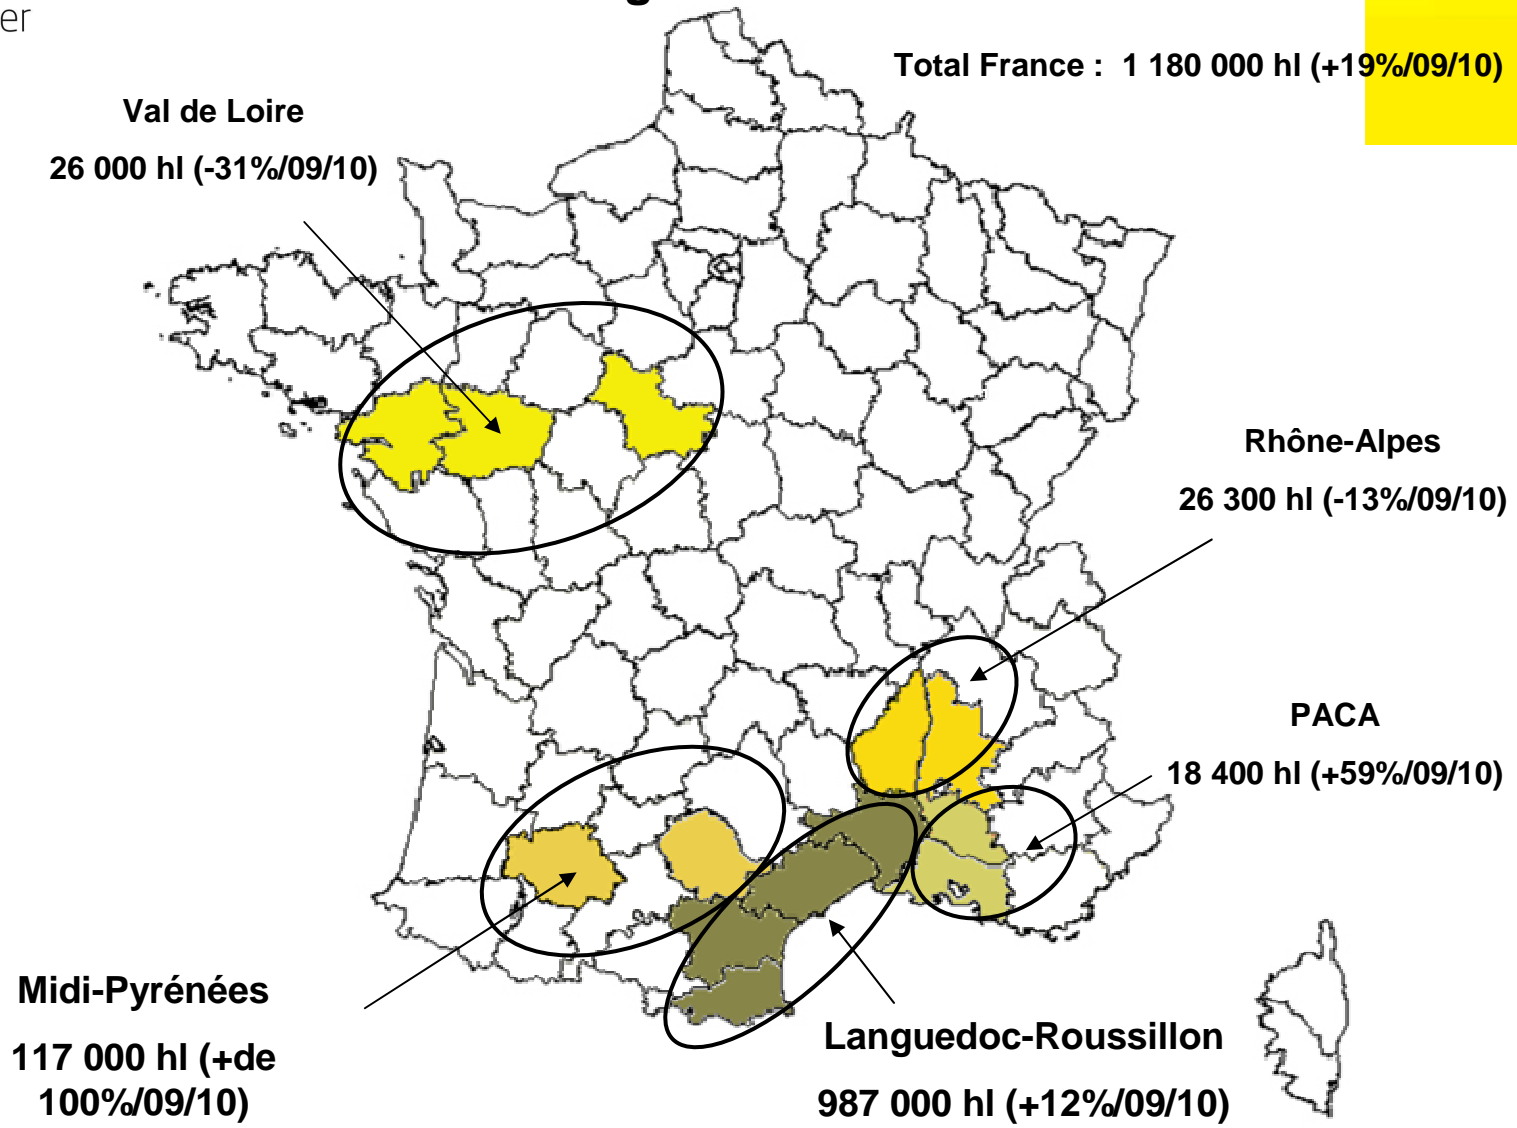 er
g
Total France : 1 180 000 hl (+19%/09/10)
Val de Loire
26 000 hl (-31%/09/10)
Rhône-Alpes
26 300 hl (-13%/09/10)
PACA
18 400 hl (+59%/09/10)
Midi-Pyrénées
117 000 hl (+de
100%/09/10)
Languedoc-Roussillon
987 000 hl (+12%/09/10)